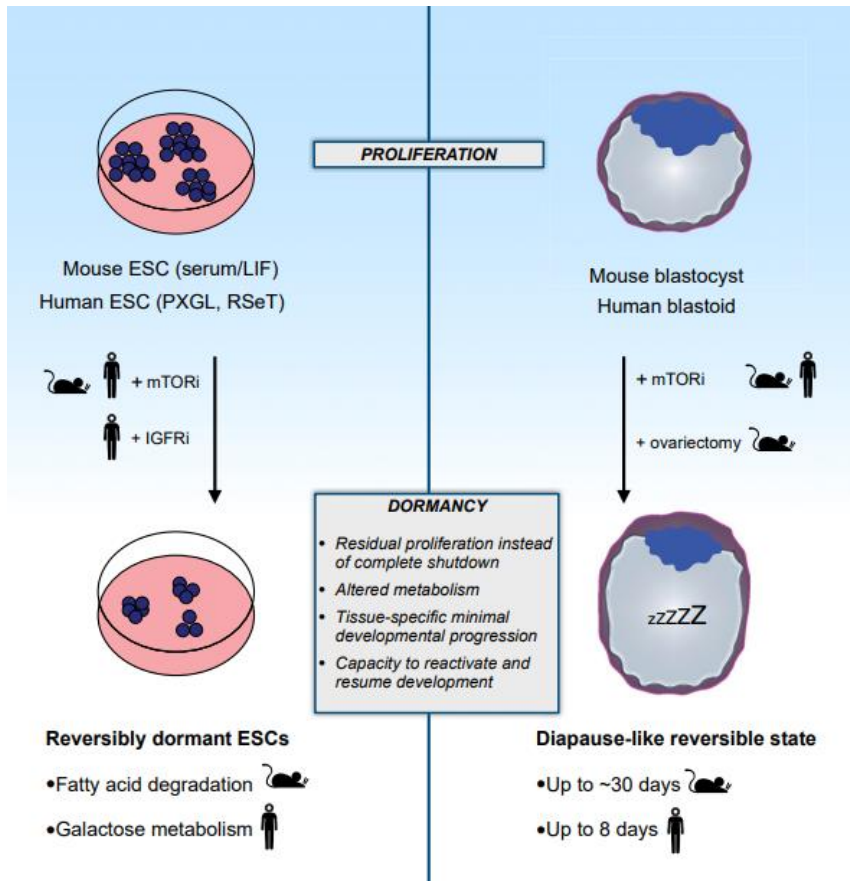 PROLIFERATION
Mouse ESC (serum/LIF)
Human ESC (PXGL, RSeT)
Mouse blastocyst
Human blastoid
+ mTORi
+ IGFRi
+ mTORi
+ ovariectomy
DORMANCY
• Residual proliferation instead
of complete shutdown
• Altered metabolism
• Tissue-specific minimal
developmental progression
• Capacity to reactivate and
resume development
zZZZZ
Reversibly dormant ESCs
•Fatty acid degradation
•Galactose metabolism
Diapause-like reversible state
•Up to ~30 days
•Up to 8 days